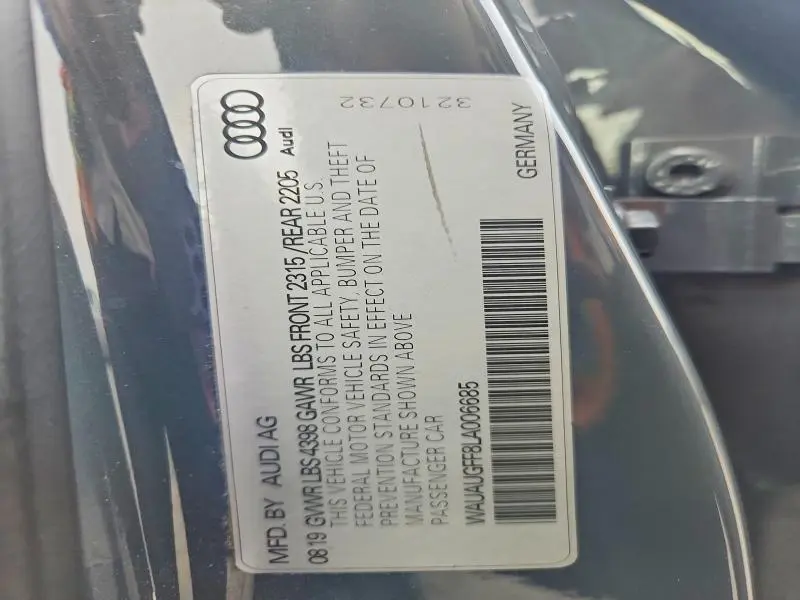 MFD. BY AUDI AG
Audi
08 19 GWWR LBS 4398 GAWR LBS FRONT 2315 /REAR 2205
THIS VEHICLE CONFORMS TO ALL APPLICABLE U.S.
FEDERAL MOTOR VEHICLE SAFETY, BUMPER AND THEFT
PREVENTION STANDARDS IN EFFECT ON THE DATE OF
MANUFACTURE SHOWN ABOVE
PASSENGER CAR
3210732
WAUAUGFF8LA006685
GERMANY